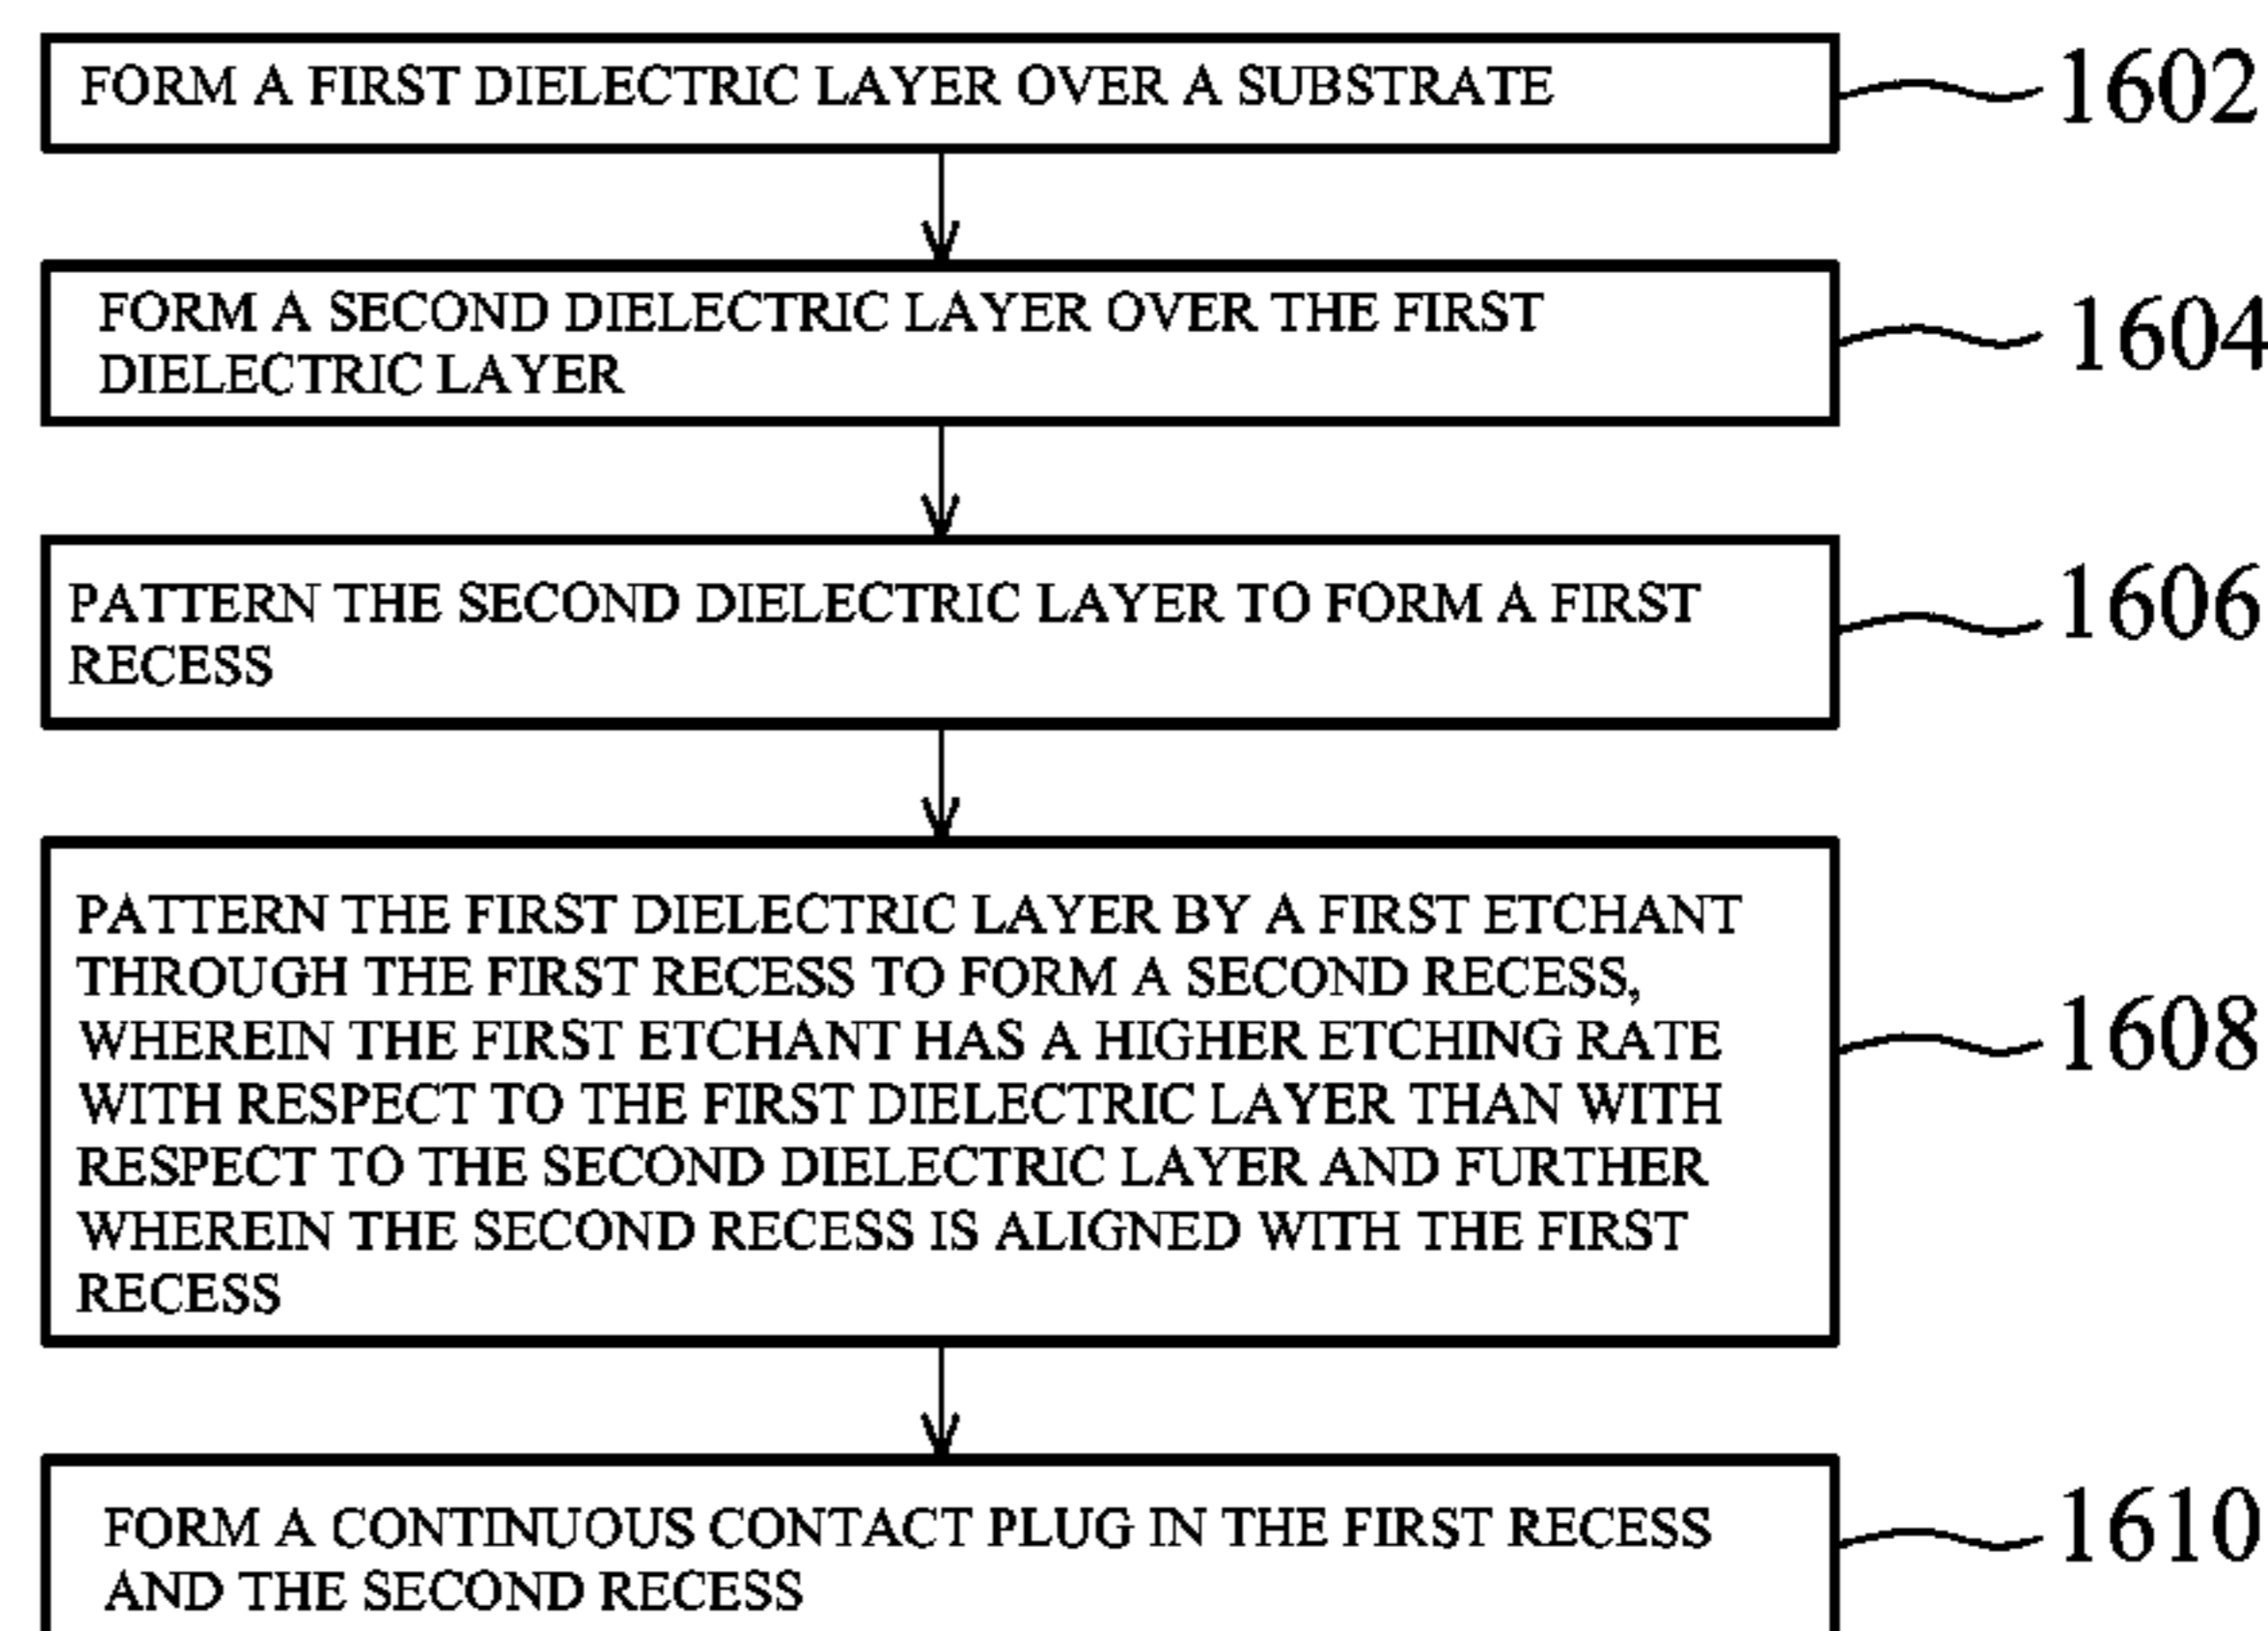 FORM A FIRST DIELECTRIC LAYER OVER A SUBSTRATE
1602
FORM A SECOND DIELECTRIC LAYER OVER THE FIRST
DIELECTRIC LAYER
1604
PATTERN THE SECOND DIELECTRIC LAYER TO FORM A FIRST
RECESS
1606
PATTERN THE FIRST DIELECTRIC LAYER BY A FIRST ETCHANT
THROUGH THE FIRST RECESS TO FORM A SECOND RECESS,
WHEREIN THE FIRST ETCHANT HAS A HIGHER ETCHING RATE
WITH RESPECT TO THE FIRST DIELECTRIC LAYER THAN WITH
RESPECT TO THE SECOND DIELECTRIC LAYER AND FURTHER
WHEREIN THE SECOND RECESS IS ALIGNED WITH THE FIRST
RECESS
1608
FORM A CONTINUOUS CONTACT PLUG IN THE FIRST RECESS
AND THE SECOND RECESS
1610